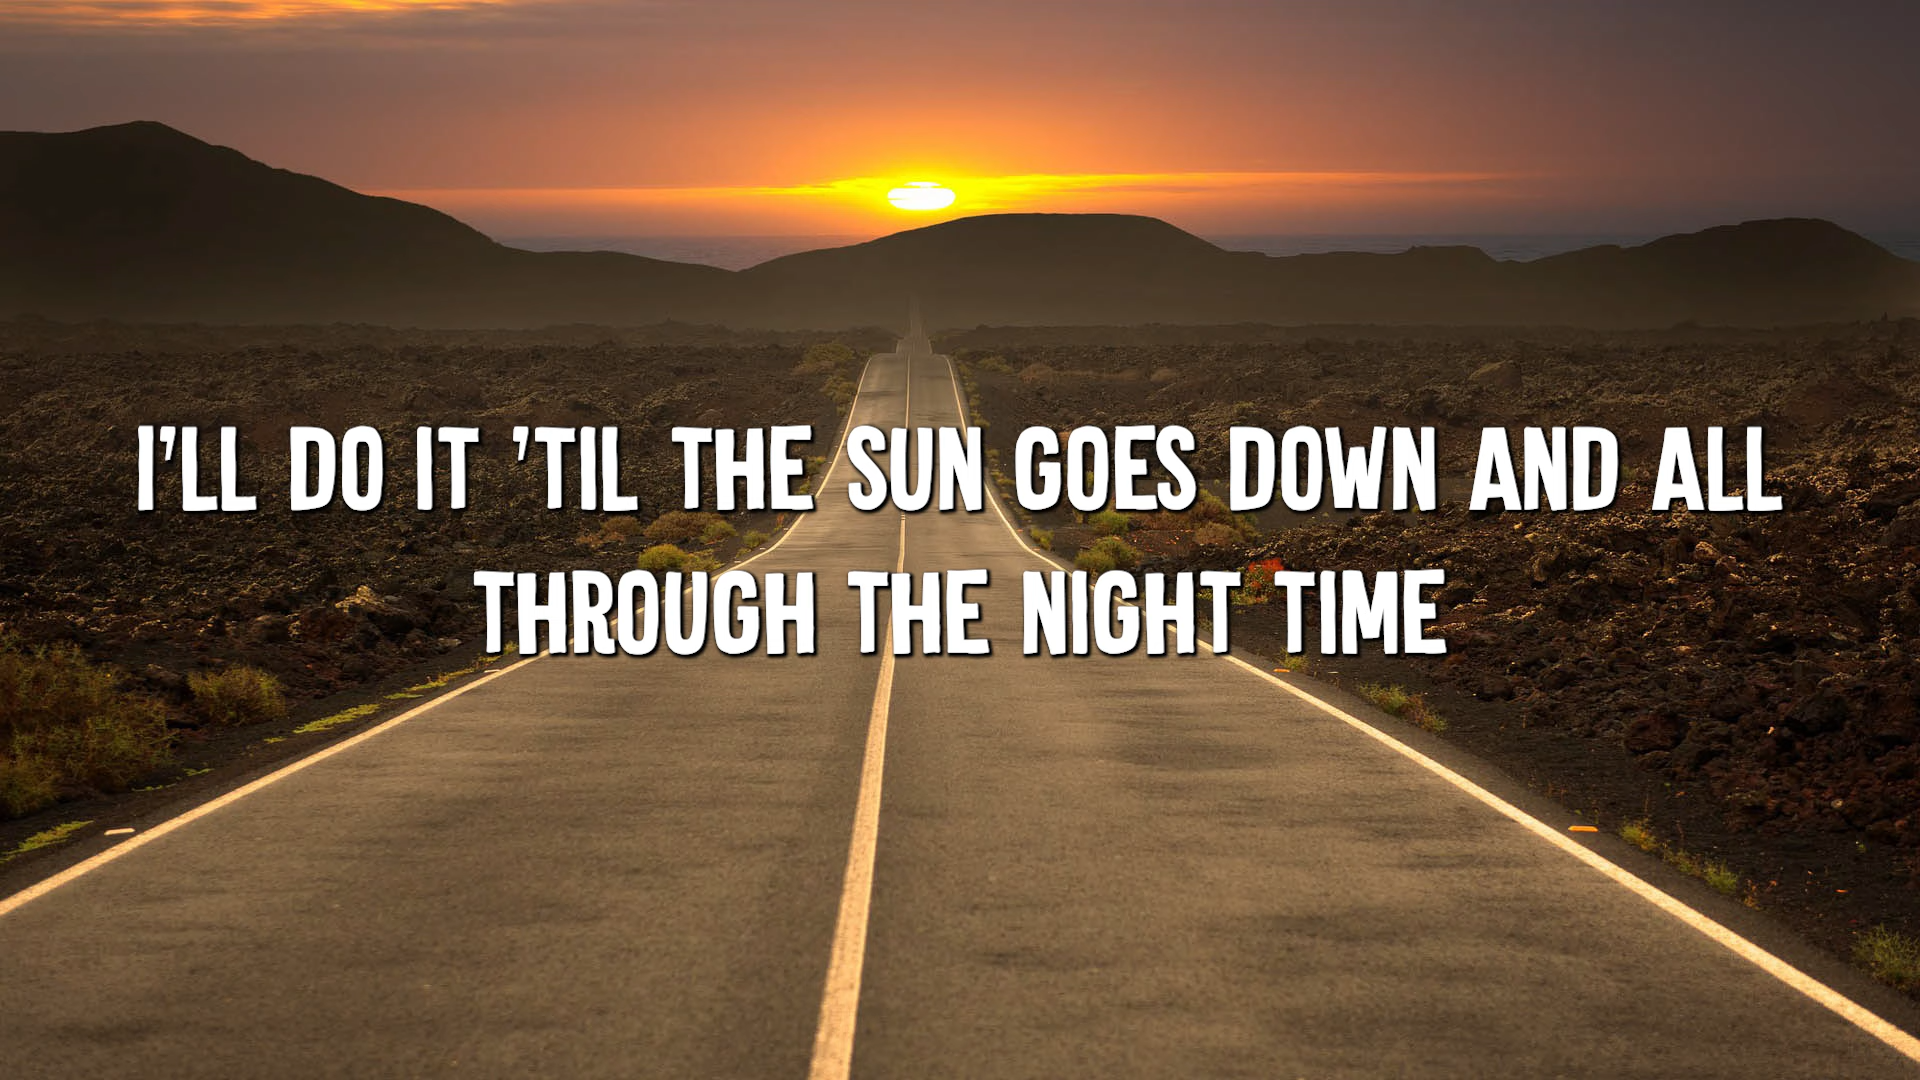 I'LL DO IT 'TIL THE SUN GOES DOWN AND ALL
THROUGH THE NIGHT TIME